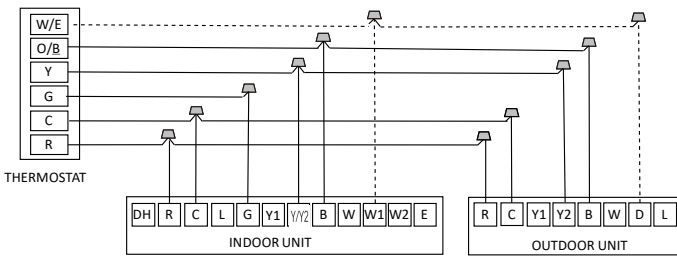 W/E
O/B
Y
G
C
R
THERMOSTAT
DH R C L G Y1 Y/Y2 B W W1 W2 E
INDOOR UNIT
R C Y1 Y2 B W D L
OUTDOOR UNIT